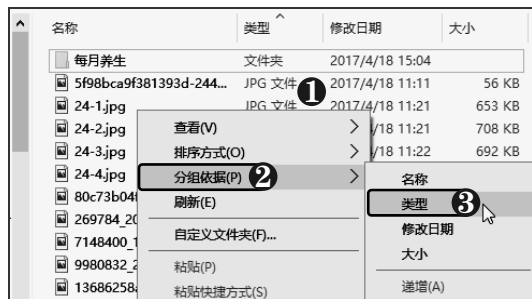 名称 类型 修改日期 大小
每月养生 文件夹 2017/4/18 15:04
5f98bca9f381393d-244... JPG 文件 2017/4/18 11:11 56 KB
24-1.jpg JPG 文件 2017/4/18 11:21 653 KB
24-2.jpg /4/18 11:21 708 KB
24-3.jpg /4/18 11:22 692 KB
24-4.jpg
80c73b04f
269784_20
7148400_1
9980832_2
13686258
1
查看(V)
排序方式(O)
分组依据(P) 2
刷新(E)
自定义文件夹(F)...
粘贴(P)
粘贴快捷方式(S)
名称
类型 3
修改日期
大小
递增(A)